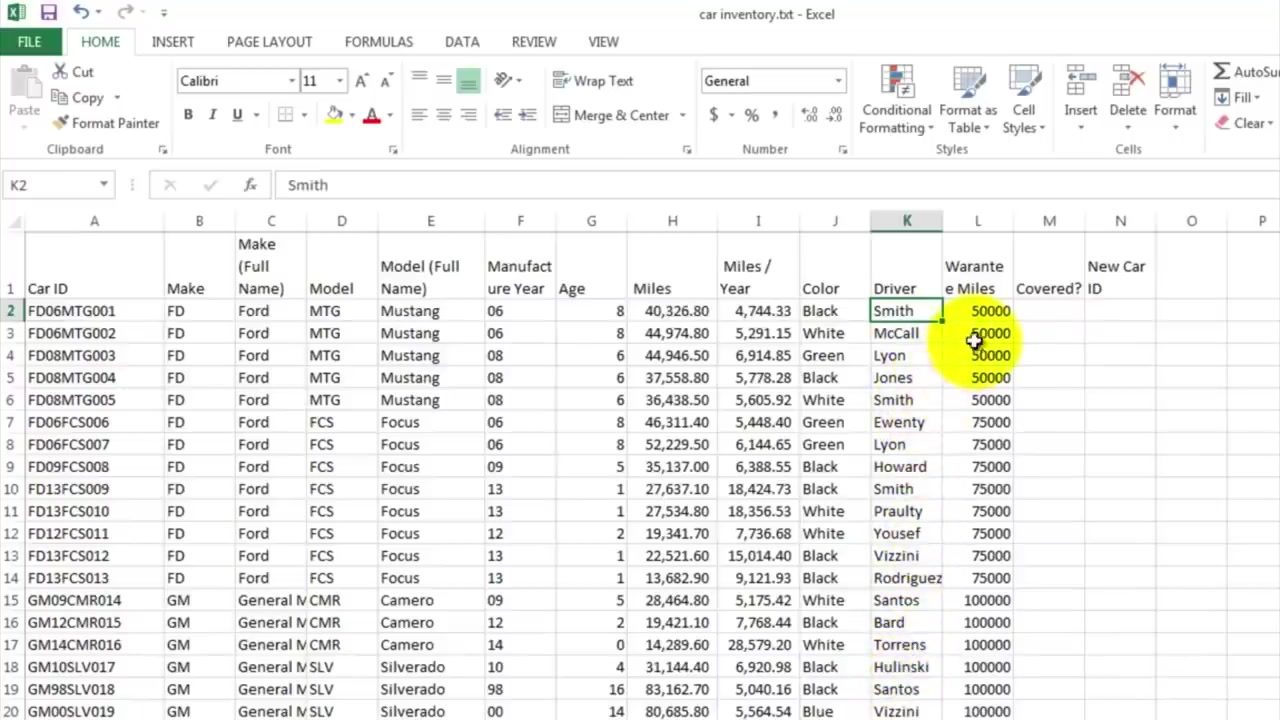 car inventory.txt - Excel
FILE HOME INSERT PAGE LAYOUT FORMULAS DATA REVIEW VIEW
Paste Cut Copy Format Painter
Calibri 11
B I U A
Wrap Text
Merge & Center
General
$ %
Conditional Formatting
Format as Table
Cell Styles
Insert Delete Format
AutoSu
Fill
Clear
Clipboard Font Alignment Number Styles Cells
K2 fx Smith
A B C D E F G H I J K L M N O P
1 Car ID Make Make (Full Name) Model Model (Full Name) Manufacture Year Age Miles Miles / Year Color Driver Warantee Miles Covered? New Car ID
2 FD06MTG001 FD Ford MTG Mustang 06 8 40,326.80 4,744.33 Black Smith 50000
3 FD06MTG002 FD Ford MTG Mustang 06 8 44,974.80 5,291.15 White McCall 50000
4 FD08MTG003 FD Ford MTG Mustang 08 6 44,946.50 6,914.85 Green Lyon 50000
5 FD08MTG004 FD Ford MTG Mustang 08 6 37,558.80 5,778.28 Black Jones 50000
6 FD08MTG005 FD Ford MTG Mustang 08 6 36,438.50 5,605.92 White Smith 50000
7 FD06FCS006 FD Ford FCS Focus 06 8 46,311.40 5,448.40 Green Ewenty 75000
8 FD06FCS007 FD Ford FCS Focus 06 8 52,229.50 6,144.65 Green Lyon 75000
9 FD09FCS008 FD Ford FCS Focus 09 5 35,137.00 6,388.55 Black Howard 75000
10 FD13FCS009 FD Ford FCS Focus 13 1 27,637.10 18,424.73 Black Smith 75000
11 FD13FCS010 FD Ford FCS Focus 13 1 27,534.80 18,356.53 White Praulty 75000
12 FD12FCS011 FD Ford FCS Focus 12 2 19,341.70 7,736.68 White Yousef 75000
13 FD13FCS012 FD Ford FCS Focus 13 1 22,521.60 15,014.40 Black Vizzini 75000
14 FD13FCS013 FD Ford FCS Focus 13 1 13,682.90 9,121.93 Black Rodriguez 75000
15 GM09CMR014 GM General M CMR Camero 09 5 28,464.80 5,175.42 White Santos 100000
16 GM12CMR015 GM General M CMR Camero 12 2 19,421.10 7,768.44 Black Bard 100000
17 GM14CMR016 GM General M CMR Camero 14 0 14,289.60 28,579.20 White Torrens 100000
18 GM10SLV017 GM General M SLV Silverado 10 4 31,144.40 6,920.98 Black Hulinski 100000
19 GM98SLV018 GM General M SLV Silverado 98 16 83,162.70 5,040.16 Black Santos 100000
20 GM00SLV019 GM General M SLV Silverado 00 14 80,685.80 5,564.54 Blue Vizzini 100000